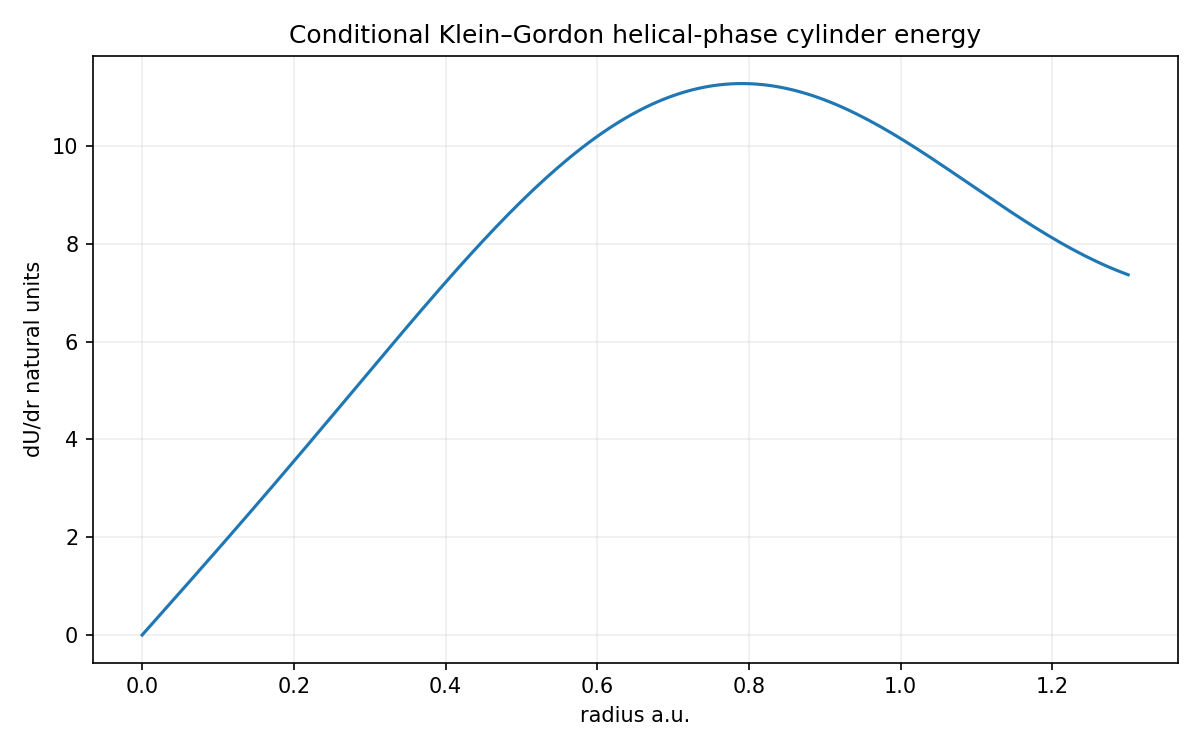 Conditional Klein–Gordon helical-phase cylinder energy
dU/dr natural units
10
8
6
4
2
0
0.0 0.2 0.4 0.6 0.8 1.0 1.2
radius a.u.